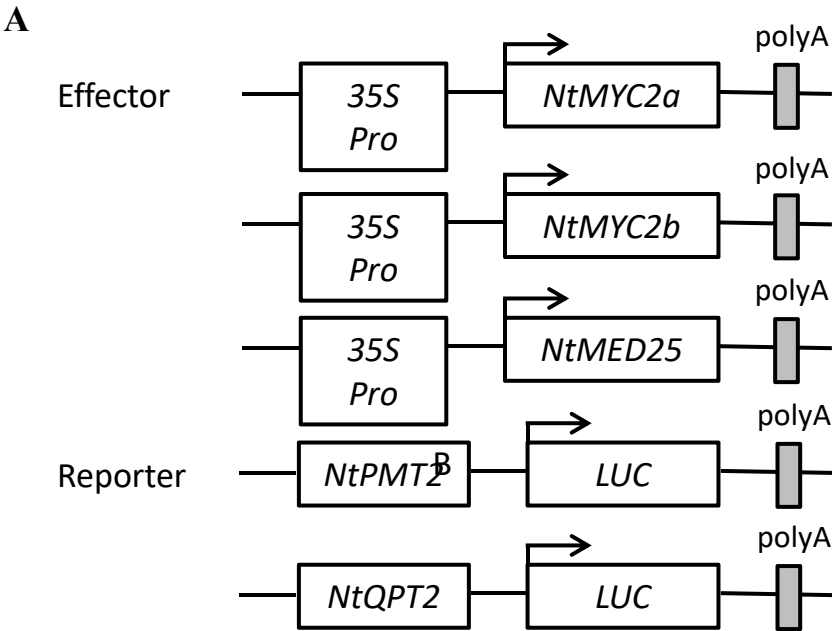 A
polyA
Effector
35S
Pro
NtMYC2a
polyA
35S
Pro
NtMYC2b
polyA
35S
Pro
NtMED25
polyA
Reporter
NtPMT2
B
LUC
polyA
NtQPT2
LUC